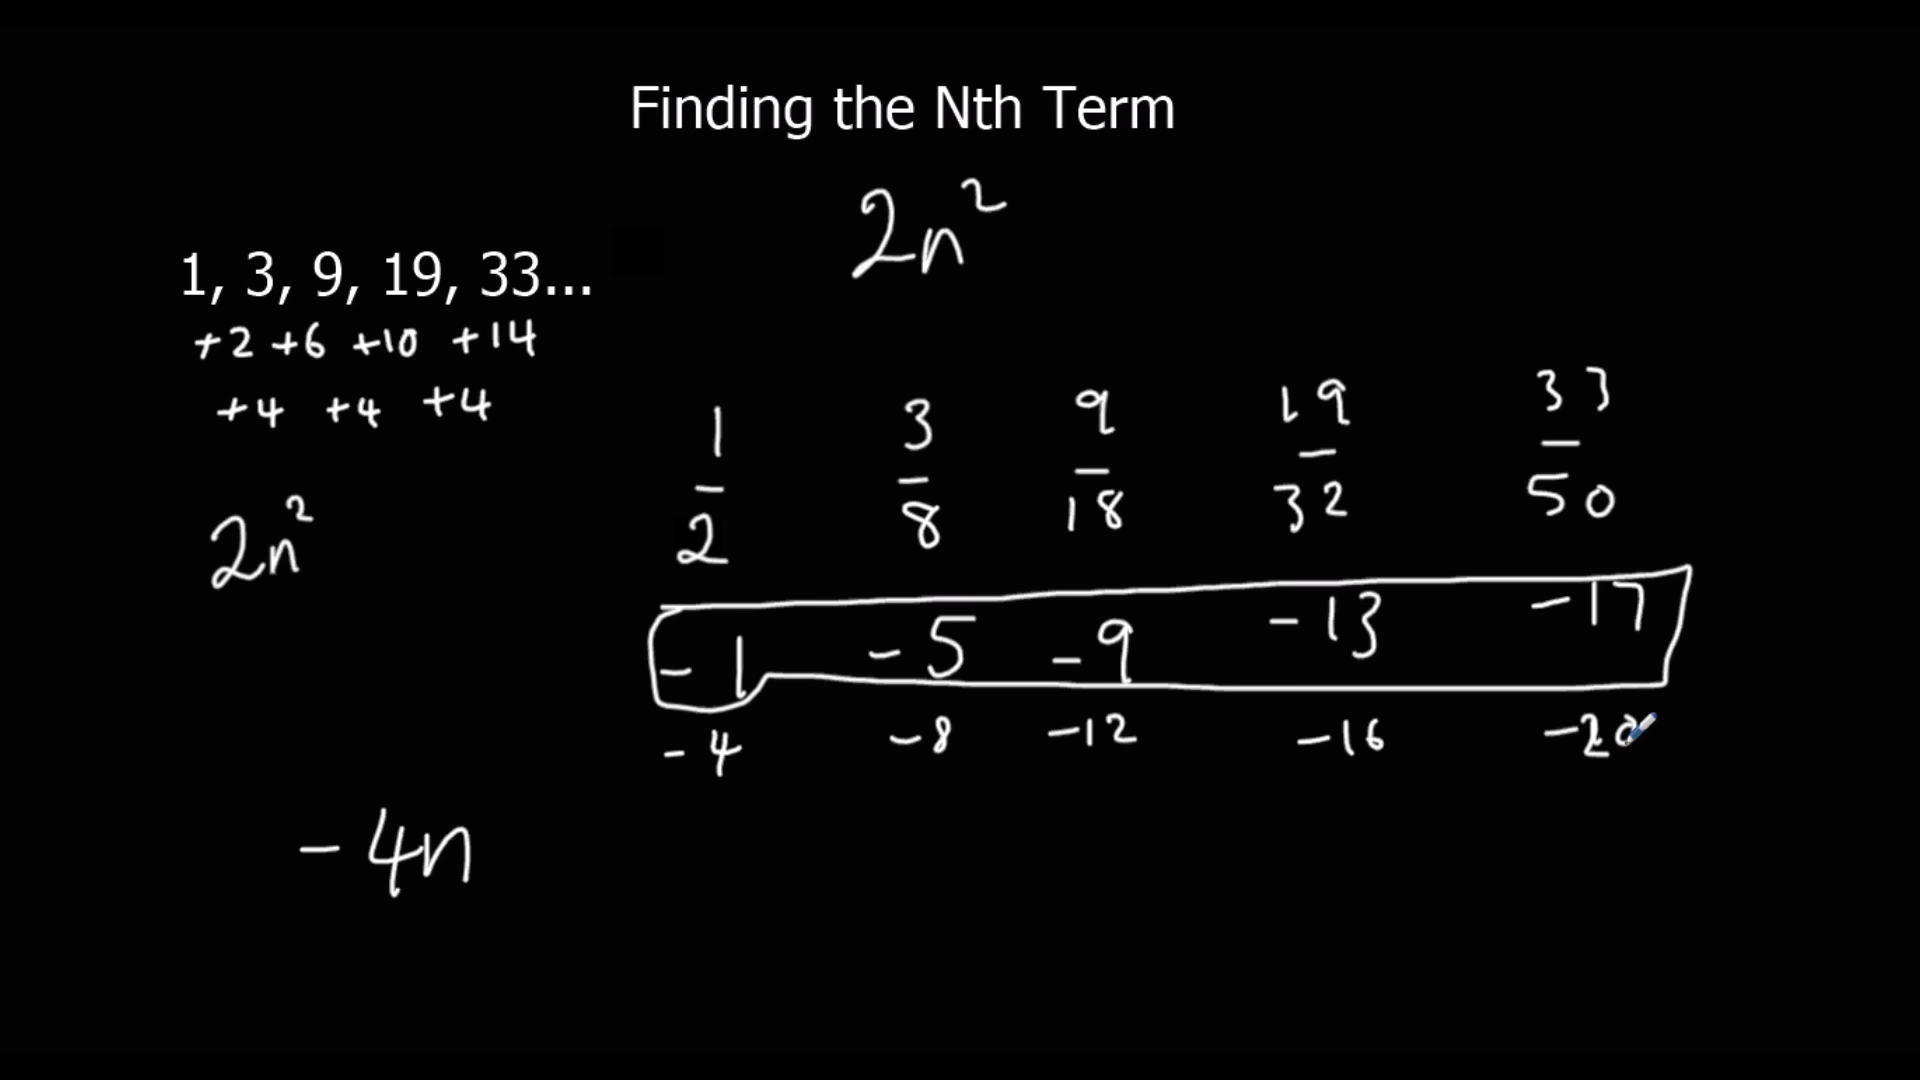 Finding the Nth Term
2n²
1, 3, 9, 19, 33...
+2 +6 +10 +14
+4 +4 +4
1 3 9 19 33
– – – – –
2 8 18 32 50
2n²
-1 -5 -9 -13 -17
-4 -8 -12 -16 -20
-4n